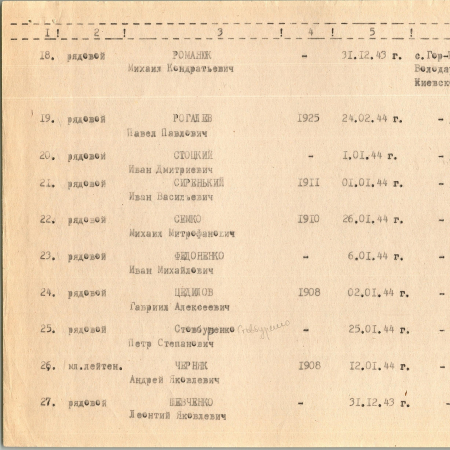 1! 2 ! 3 ! 4 ! 5 !
18. рядовой РОМАНЮК - 31.12.43 г. с.Гор-
Михаил Кондратьевич Волода
Киевск
19. рядовой РОГАЛЕВ 1925 24.02.44 г. -
Павел Павлович
20. рядовой СТОЦКИЙ - 1.01.44 г. -
Иван Дмитриевич
21. рядовой СИРЕНЬКИЙ 1911 01.01.44 г. -
Иван Васильевич
22. рядовой СЕМКО 1910 26.01.44 г. -
Михаил Митрофанович
23. рядовой ФЕДОНЕНКО - 6.01.44 г. -
Иван Михайлович
24. рядовой 1908 02.01.44 г. -
Гавриил Алексеевич
25. рядовой Стовбуренко Стовбуренко - 25.01.44 г. -
Петр Степанович
26. мл.лейтен. ЧЕРНЯК 1908 12.01.44 г. -
Андрей Яковлевич
27. рядовой ШЕВЧЕНКО - 31.12.43 г. -
Леонтий Яковлевич